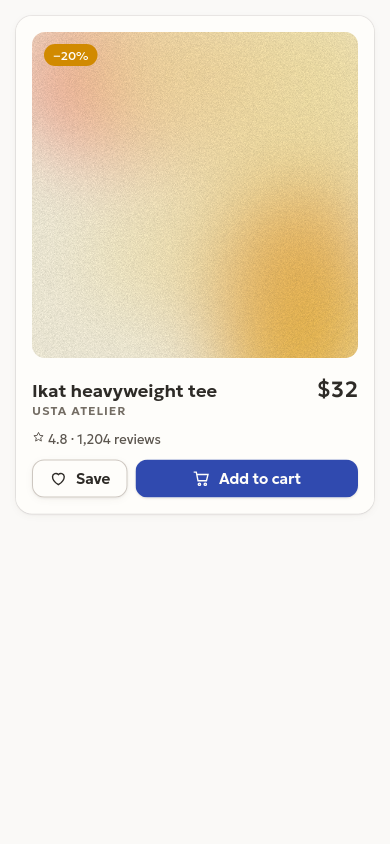 −20%
Ikat heavyweight tee
$32
USTA ATELIER
4.8 · 1,204 reviews
Save
Add to cart